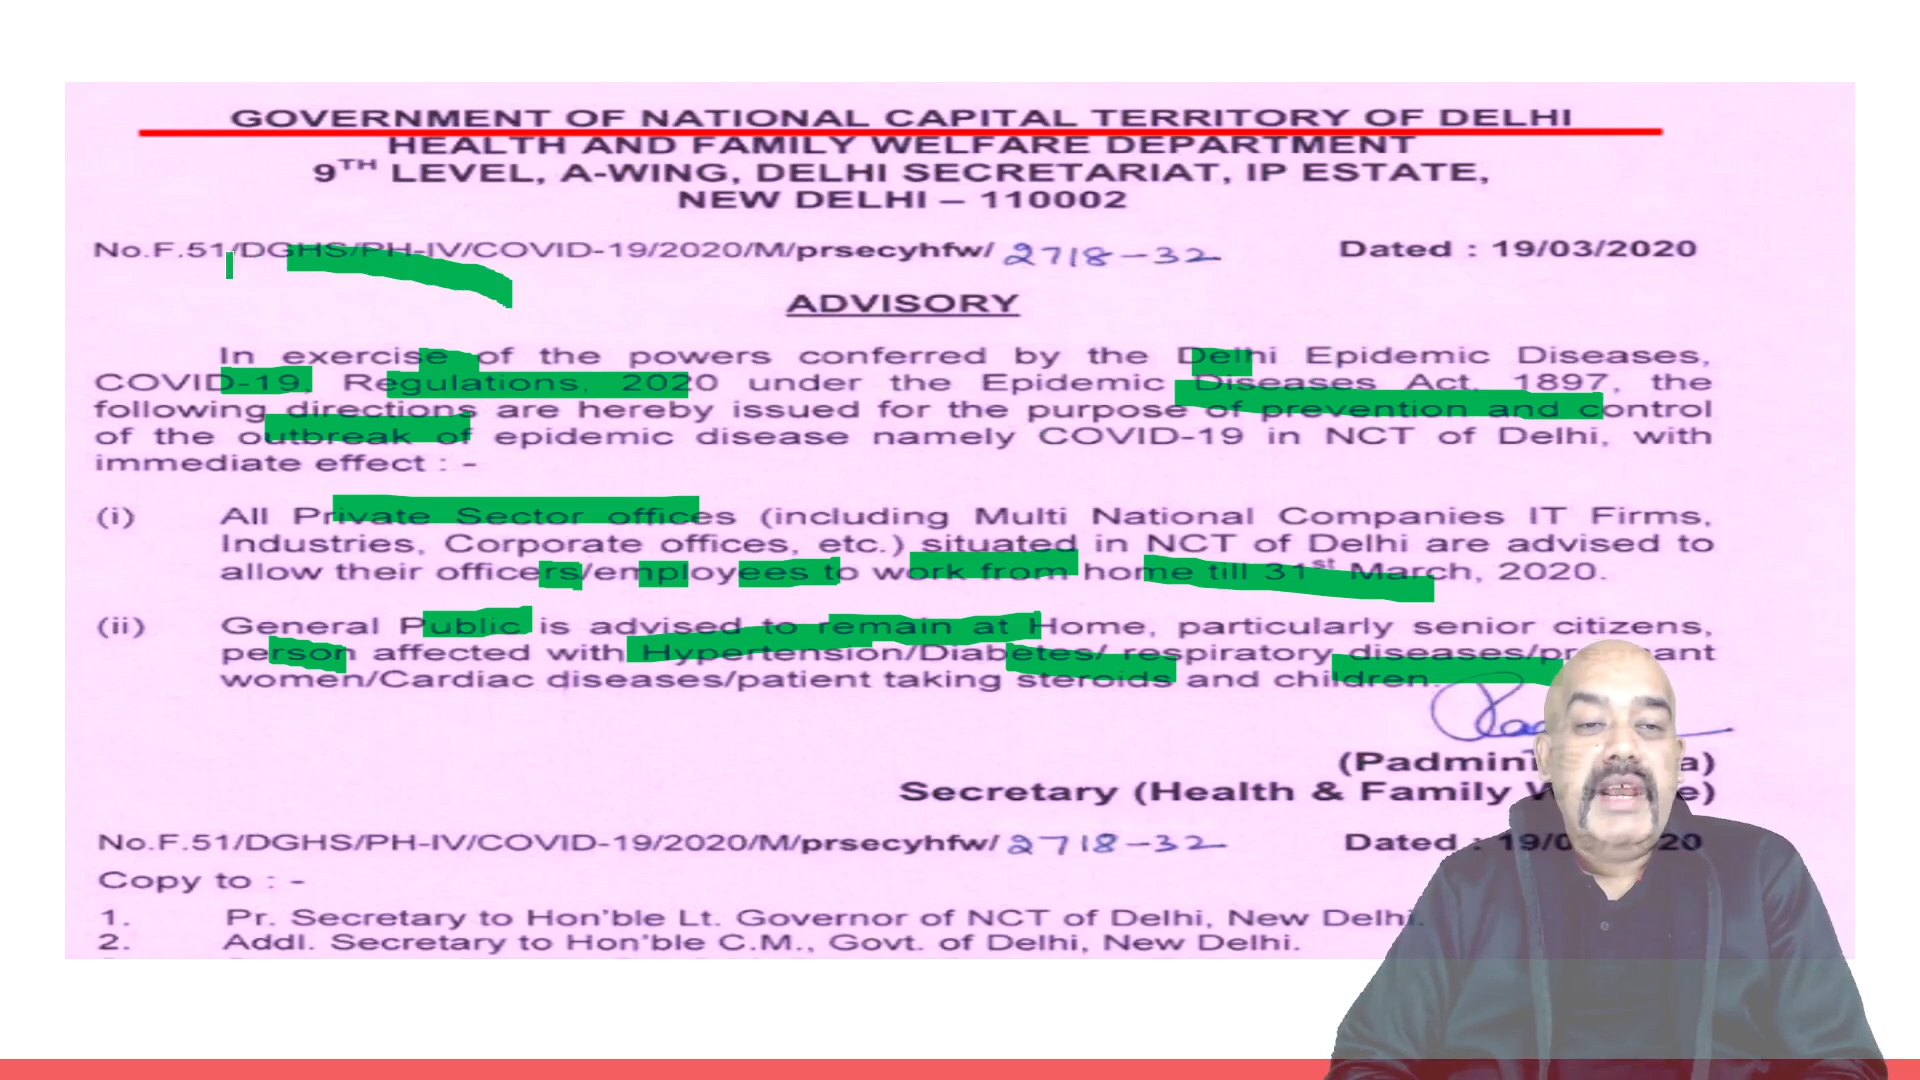 GOVERNMENT OF NATIONAL CAPITAL TERRITORY OF DELHI
HEALTH AND FAMILY WELFARE DEPARTMENT
9TH LEVEL, A-WING, DELHI SECRETARIAT, IP ESTATE,
NEW DELHI – 110002
No.F.51/DGHS/PH-IV/COVID-19/2020/M/prsecyhfw/ 2718-32 Dated : 19/03/2020
ADVISORY
In exercise of the powers conferred by the Delhi Epidemic Diseases,
COVID-19, Regulations, 2020 under the Epidemic Diseases Act, 1897, the
following directions are hereby issued for the purpose of prevention and control
of the outbreak of epidemic disease namely COVID-19 in NCT of Delhi, with
immediate effect : -
(i) All Private Sector offices (including Multi National Companies IT Firms,
Industries, Corporate offices, etc.) situated in NCT of Delhi are advised to
allow their officers/employees to work from home till 31st March, 2020.
(ii) General Public is advised to remain at Home, particularly senior citizens,
person affected with Hypertension/Diabetes/ respiratory diseases/pr ant
women/Cardiac diseases/patient taking steroids and children.
(Padmini a)
Secretary (Health & Family W e)
No.F.51/DGHS/PH-IV/COVID-19/2020/M/prsecyhfw/ 2718-32 Dated : 19/0 20
Copy to : -
1. Pr. Secretary to Hon'ble Lt. Governor of NCT of Delhi, New Delhi.
2. Addl. Secretary to Hon'ble C.M., Govt. of Delhi, New Delhi.